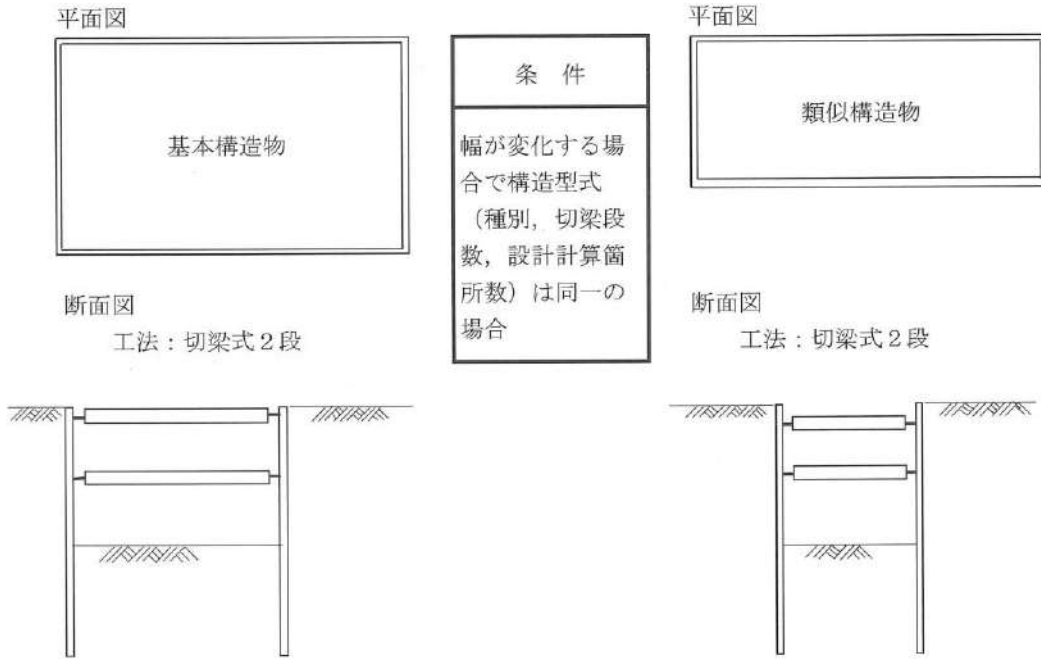 平面図
基本構造物
断面図
工法：切梁式２段
条　件
幅が変化する場
合で構造型式
（種別，切梁段
数，設計計算箇
所数）は同一の
場合
平面図
類似構造物
断面図
工法：切梁式２段